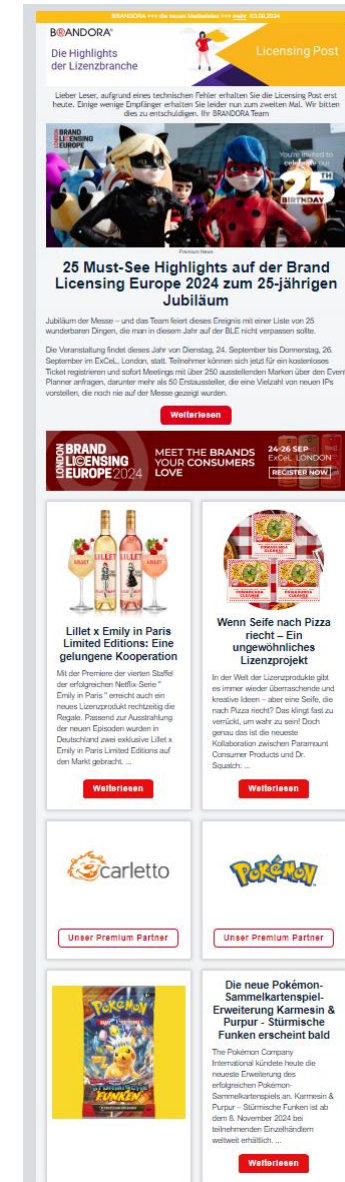 BRANDORA +++ die neuen Mediadaten +++ mehr 03.09.2024
BRANDORA®
Die Highlights
der Lizenzbranche
Licensing Post
Lieber Leser, aufgrund eines technischen Fehler erhalten Sie die Licensing Post erst
heute. Einige wenige Empfänger erhalten Sie leider nun zum zweiten Mal. Wir bitten
dies zu entschuldigen. Ihr BRANDORA Team
LONDON
BRAND
LICENSING
EUROPE
You're invited to
celebrate our
25TH
BIRTHDAY
Premium News
25 Must-See Highlights auf der Brand
Licensing Europe 2024 zum 25-jährigen
Jubiläum
Jubiläum der Messe – und das Team feiert dieses Ereignis mit einer Liste von 25
wunderbaren Dingen, die man in diesem Jahr auf der BLE nicht verpassen sollte.
Die Veranstaltung findet dieses Jahr von Dienstag, 24. September bis Donnerstag, 26.
September im ExCeL, London, statt. Teilnehmer können sich jetzt für ein kostenloses
Ticket registrieren und sofort Meetings mit über 250 ausstellenden Marken über den Event
Planner anfragen, darunter mehr als 50 Erstaussteller, die eine Vielzahl von neuen IPs
vorstellen, die noch nie auf der Messe gezeigt wurden.
Weiterlesen
LONDON
BRAND
LICENSING
EUROPE2024
MEET THE BRANDS
YOUR CONSUMERS
LOVE
24-26 SEP
ExCeL LONDON
REGISTER NOW
LILLET
Lillet x Emily in Paris
Limited Editions: Eine
gelungene Kooperation
Mit der Premiere der vierten Staffel
der erfolgreichen Netflix-Serie "
Emily in Paris " erreicht auch ein
neues Lizenzprodukt rechtzeitig die
Regale. Passend zur Ausstrahlung
der neuen Episoden wurden in
Deutschland zwei exklusive Lillet x
Emily in Paris Limited Editions auf
den Markt gebracht. ...
Weiterlesen
Wenn Seife nach Pizza
riecht – Ein
ungewöhnliches
Lizenzprojekt
In der Welt der Lizenzprodukte gibt
es immer wieder überraschende und
kreative Ideen – aber eine Seife, die
nach Pizza riecht? Das klingt fast zu
verrückt, um wahr zu sein! Doch
genau das ist die neueste
Kollaboration zwischen Paramount
Consumer Products und Dr.
Squatch: ...
Weiterlesen
carletto
Unser Premium Partner
POKéMON
Unser Premium Partner
POKéMON
STÜRMISCHE
FUNKEN
Die neue Pokémon-
Sammelkartenspiel-
Erweiterung Karmesin &
Purpur - Stürmische
Funken erscheint bald
The Pokémon Company
International kündete heute die
neueste Erweiterung des
erfolgreichen Pokémon-
Sammelkartenspiels an. Karmesin &
Purpur – Stürmische Funken ist ab
dem 8. November 2024 bei
teilnehmenden Einzelhändlern
weltweit erhältlich. ...
Weiterlesen